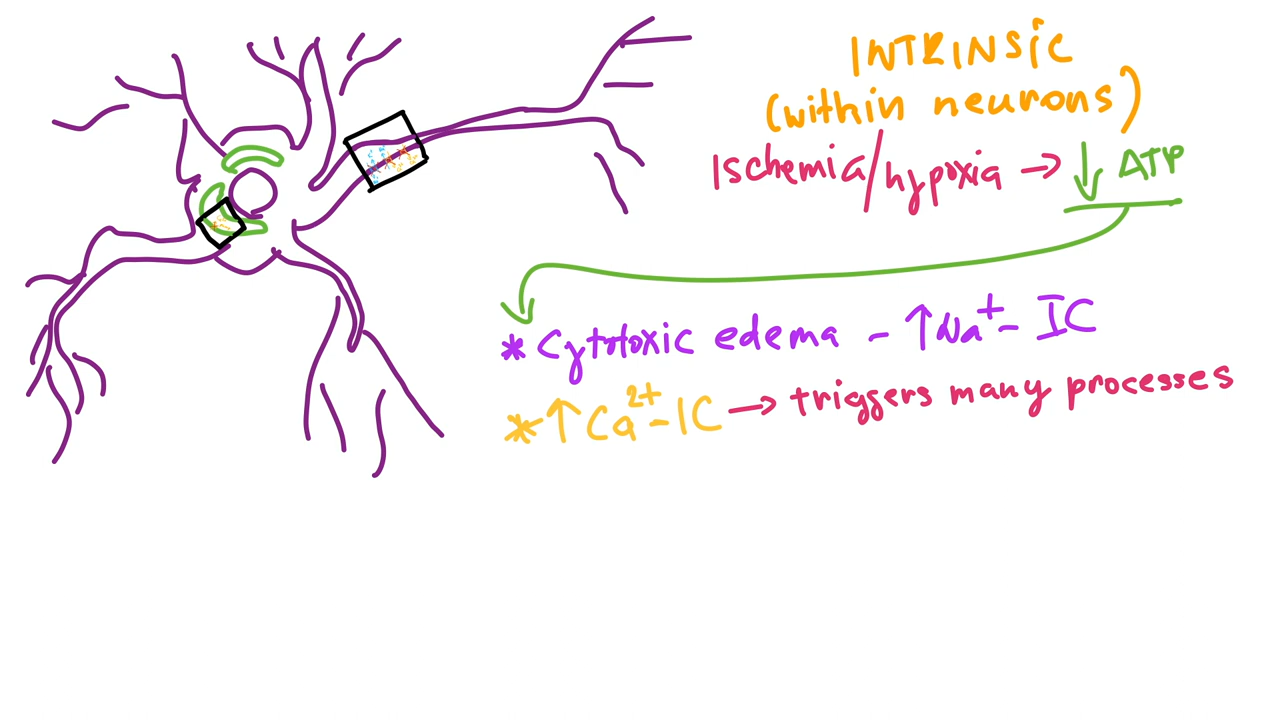 INTRINSIC
(within neurons)
Ischemia/hypoxia → ↓ ATP
* Cytotoxic edema - ↑Na⁺- IC
* ↑ Ca²⁺-IC → triggers many processes